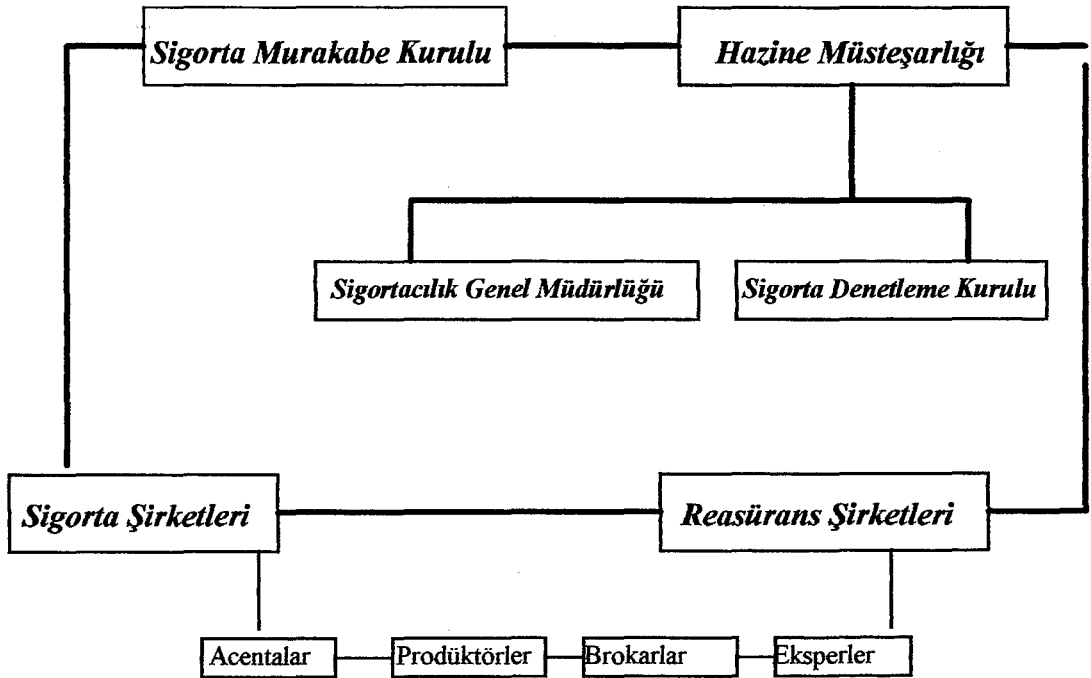 Sigorta Murakabe Kurulu
Hazine Müsteşarlığı
Sigortacılık Genel Müdürlüğü
Sigorta Denetleme Kurulu
Sigorta Şirketleri
Reasürans Şirketleri
Acentalar
Prodüktörler
Brokarlar
Eksperler